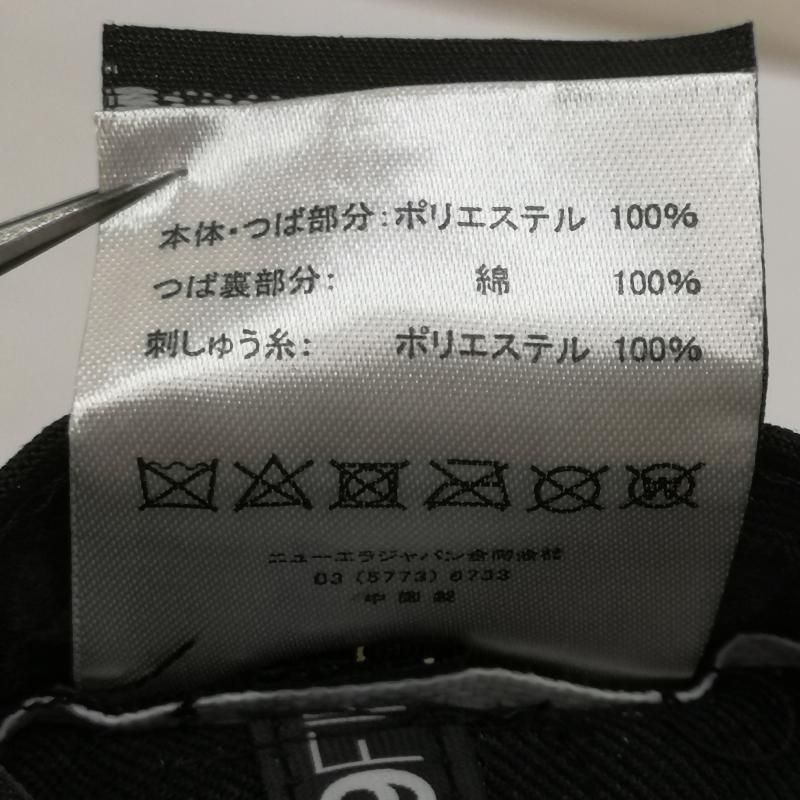 本体・つば部分:ポリエステル 100%
つば裏部分: 綿 100%
刺しゅう糸: ポリエステル 100%
ニューエラジャパン合同会社
03 (5773) 6733
中国製